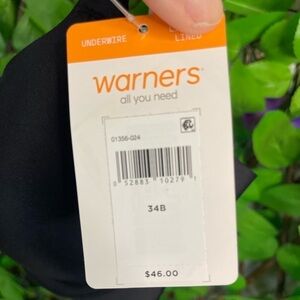 UNDERWIRE
LINED
warners
all you need
01356-024
0 52883 10279 1
34B
$46.00